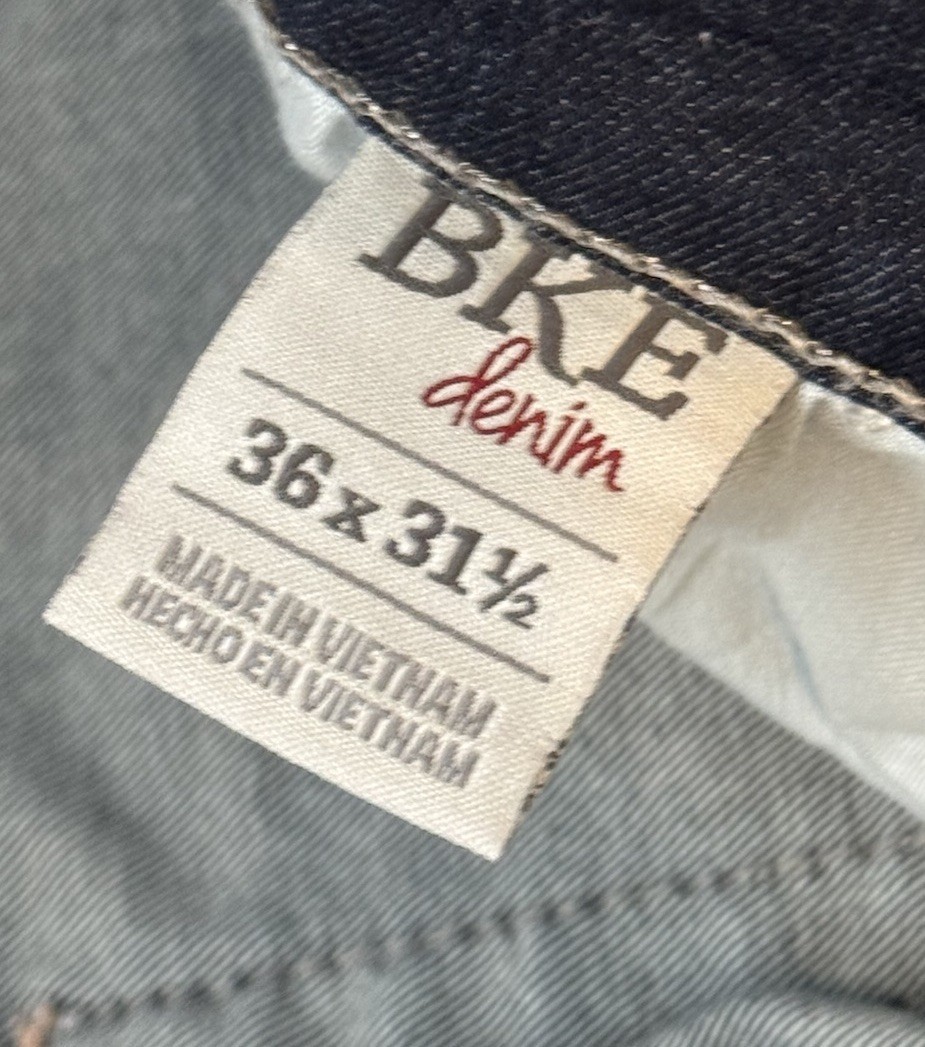 BKE
denim
36 x 31½
MADE IN VIETNAM
HECHO EN VIETNAM